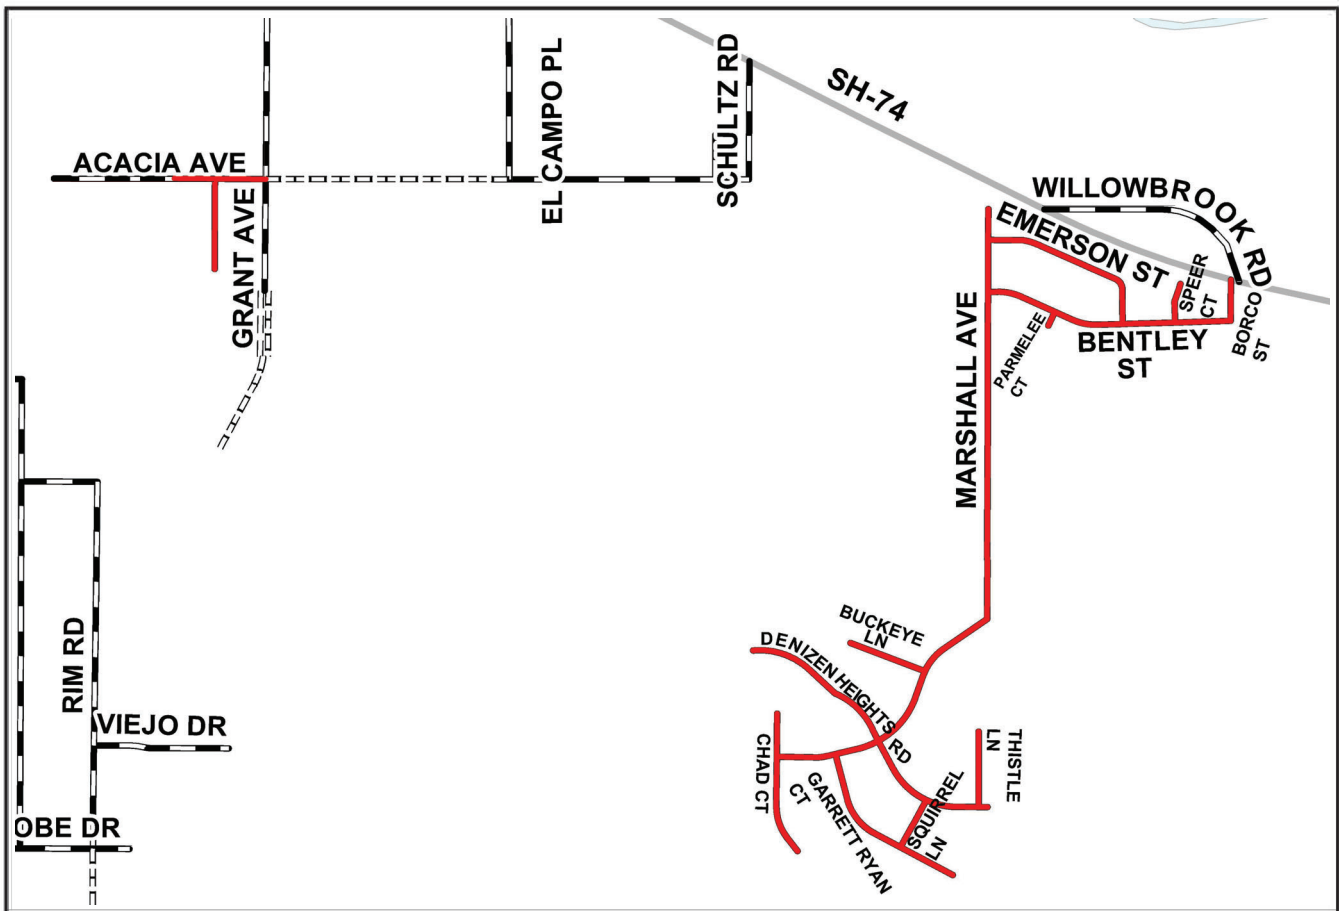 SH-74
SCHULTZ RD
EL CAMPO PL
ACACIA AVE
GRANT AVE
WILLOWBROOK RD
EMERSON ST
SPEER
CT
BORCO
ST
BENTLEY
ST
PARMELEE
CT
MARSHALL AVE
RIM RD
VIEJO DR
OBE DR
BUCKEYE
LN
DENIZEN HEIGHTS RD
THISTLE
LN
SQUIRREL
LN
CHAD CT
GARRETT RYAN
CT